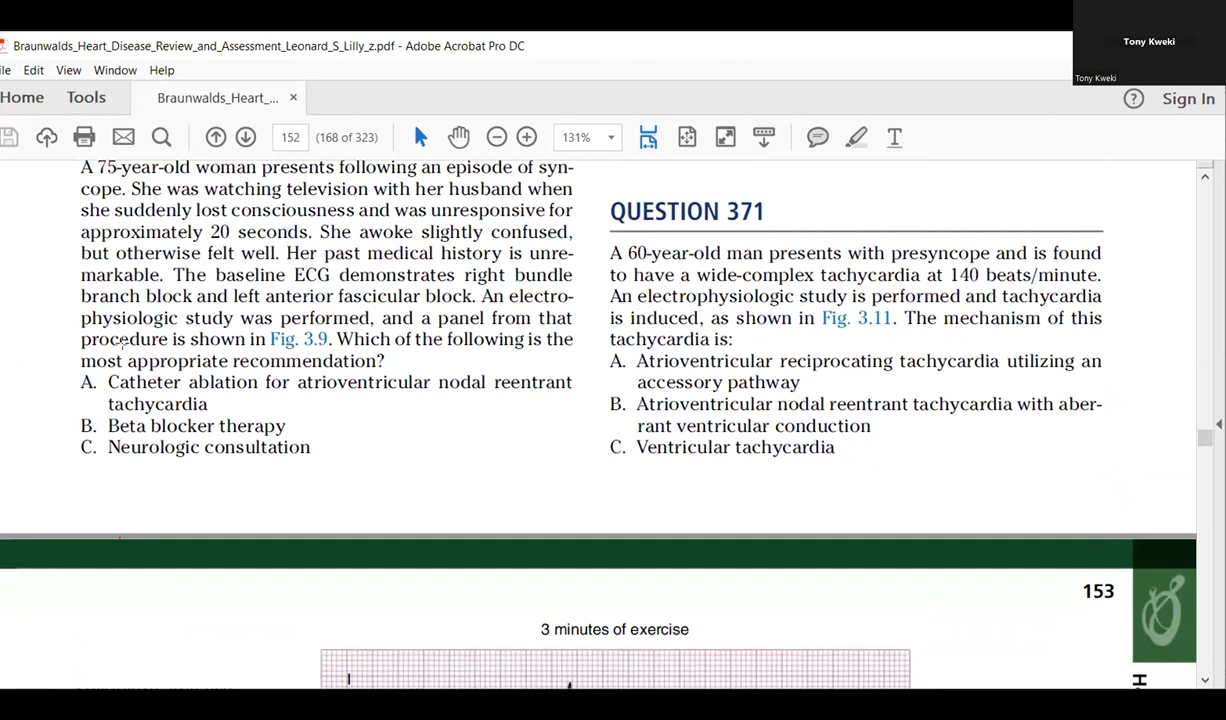 Tony Kweki
Tony Kweki
Braunwalds_Heart_Disease_Review_and_Assessment_Leonard_S_Lilly_z.pdf - Adobe Acrobat Pro DC
ile Edit View Window Help
Home Tools Braunwalds_Heart_... × Sign In
152 (168 of 323) 131%
A 75-year-old woman presents following an episode of syn-
cope. She was watching television with her husband when
she suddenly lost consciousness and was unresponsive for
approximately 20 seconds. She awoke slightly confused,
but otherwise felt well. Her past medical history is unre-
markable. The baseline ECG demonstrates right bundle
branch block and left anterior fascicular block. An electro-
physiologic study was performed, and a panel from that
procedure is shown in Fig. 3.9. Which of the following is the
most appropriate recommendation?
A. Catheter ablation for atrioventricular nodal reentrant
tachycardia
B. Beta blocker therapy
C. Neurologic consultation
QUESTION 371
A 60-year-old man presents with presyncope and is found
to have a wide-complex tachycardia at 140 beats/minute.
An electrophysiologic study is performed and tachycardia
is induced, as shown in Fig. 3.11. The mechanism of this
tachycardia is:
A. Atrioventricular reciprocating tachycardia utilizing an
accessory pathway
B. Atrioventricular nodal reentrant tachycardia with aber-
rant ventricular conduction
C. Ventricular tachycardia
153
3 minutes of exercise
I
H